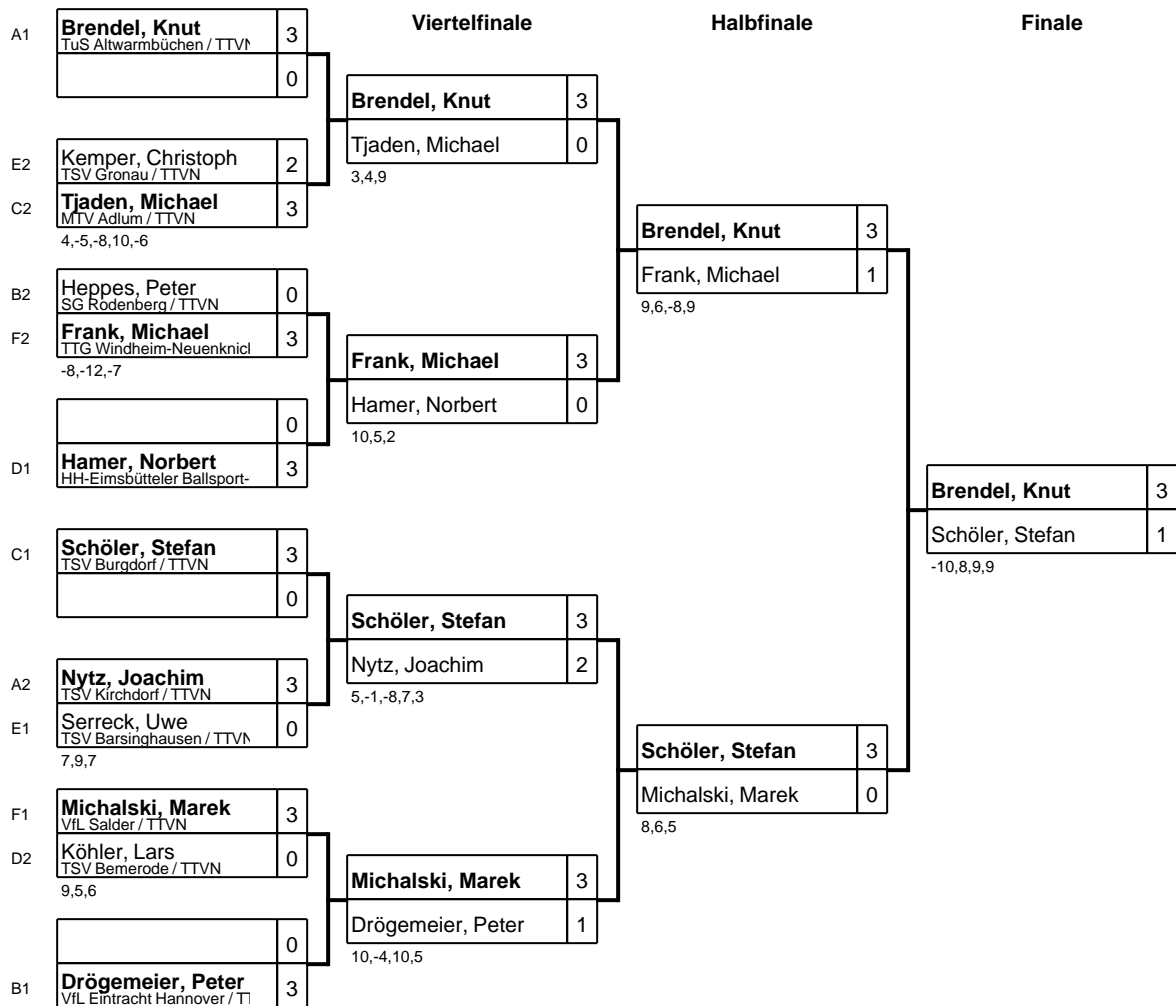 Viertelfinale
Halbfinale
Finale
A1
Brendel, Knut
3
TuS Altwarmbüchen / TTVN
0
E2
Kemper, Christoph
2
TSV Gronau / TTVN
C2
Tjaden, Michael
3
MTV Adlum / TTVN
4,-5,-8,10,-6
B2
Heppes, Peter
0
SG Rodenberg / TTVN
F2
Frank, Michael
3
TTG Windheim-Neuenknicl
-8,-12,-7
0
D1
Hamer, Norbert
3
HH-Eimsbütteler Ballsport-
C1
Schöler, Stefan
3
TSV Burgdorf / TTVN
0
A2
Nytz, Joachim
3
TSV Kirchdorf / TTVN
E1
Serreck, Uwe
0
TSV Barsinghausen / TTVN
7,9,7
F1
Michalski, Marek
3
VfL Salder / TTVN
D2
Köhler, Lars
0
TSV Bemerode / TTVN
9,5,6
0
B1
Drögemeier, Peter
3
VfL Eintracht Hannover / TT
Brendel, Knut
3
Tjaden, Michael
0
3,4,9
Frank, Michael
3
Hamer, Norbert
0
10,5,2
Schöler, Stefan
3
Nytz, Joachim
2
5,-1,-8,7,3
Michalski, Marek
3
Drögemeier, Peter
1
10,-4,10,5
Brendel, Knut
3
Frank, Michael
1
9,6,-8,9
Schöler, Stefan
3
Michalski, Marek
0
8,6,5
Brendel, Knut
3
Schöler, Stefan
1
-10,8,9,9